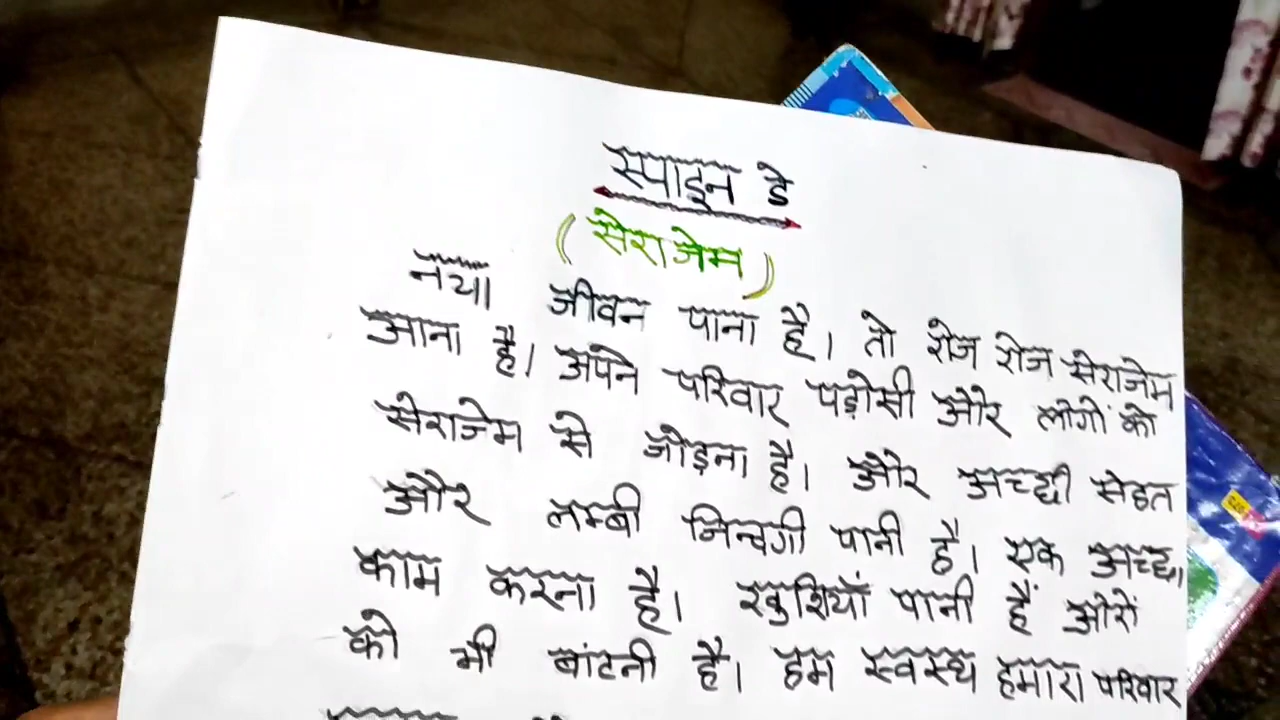 स्पाइन डे
(सेराजेम)
नया जीवन पाना है। तो रोज रोज सेराजेम
आना है। अपने परिवार पड़ोसी और लोगों को
सेराजेम से जोड़ना है। और अच्छी सेहत
और लम्बी जिन्दगी पानी है। एक अच्छा
काम करना है। खुशियाँ पानी हैं ओरों
को भी बांटनी है। हम स्वस्थ हमारा परिवार